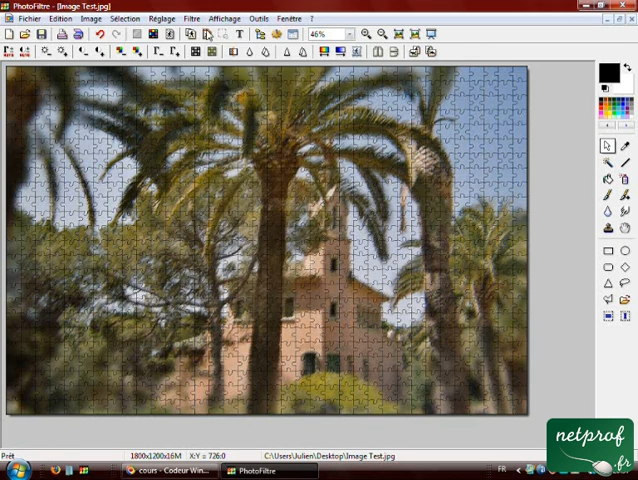 PhotoFiltre - [Image Test.jpg]
Fichier Edition Image Sélection Réglage Filtre Affichage Outils Fenêtre ?
T 46%
Prêt 1800x1200x16M X:Y = 726:0 C:\Users\Julien\Desktop\Image Test.jpg
cours - Codeur Win... PhotoFiltre FR
netprof
.fr